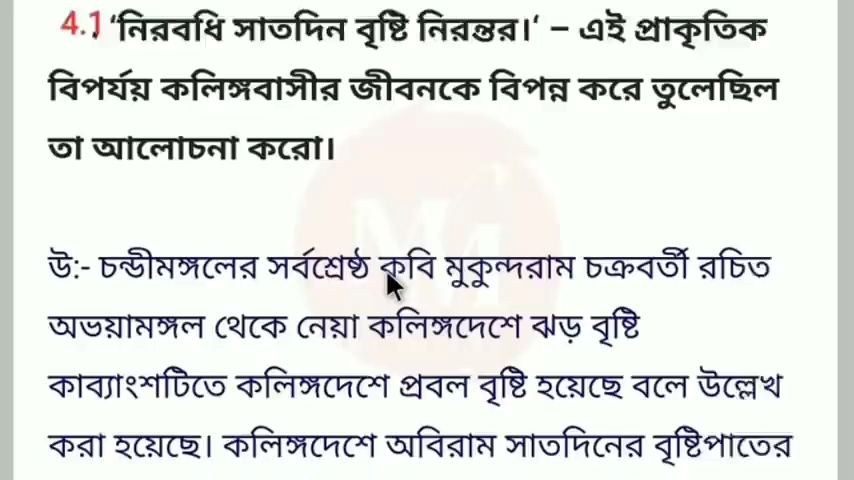 4.1 ‘নিরবধি সাতদিন বৃষ্টি নিরন্তর।‘ – এই প্রাকৃতিক
বিপর্যয় কলিঙ্গবাসীর জীবনকে বিপন্ন করে তুলেছিল
তা আলোচনা করো।
উ:- চন্ডীমঙ্গলের সর্বশ্রেষ্ঠ কবি মুকুন্দরাম চক্রবর্তী রচিত
অভয়ামঙ্গল থেকে নেয়া কলিঙ্গদেশে ঝড় বৃষ্টি
কাব্যাংশটিতে কলিঙ্গদেশে প্রবল বৃষ্টি হয়েছে বলে উল্লেখ
করা হয়েছে। কলিঙ্গদেশে অবিরাম সাতদিনের বৃষ্টিপাতের